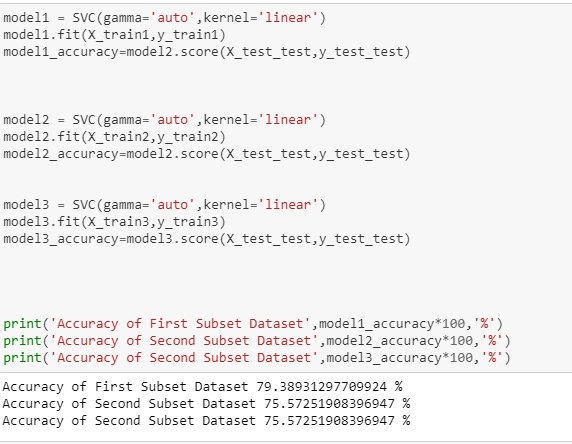 model1 = SVC(gamma='auto',kernel='linear')
model1.fit(X_train1,y_train1)
model1_accuracy=model2.score(X_test_test,y_test_test)
model2 = SVC(gamma='auto',kernel='linear')
model2.fit(X_train2,y_train2)
model2_accuracy=model2.score(X_test_test,y_test_test)
model3 = SVC(gamma='auto',kernel='linear')
model3.fit(X_train3,y_train3)
model3_accuracy=model3.score(X_test_test,y_test_test)
print('Accuracy of First Subset Dataset',model1_accuracy*100,'%')
print('Accuracy of Second Subset Dataset',model2_accuracy*100,'%')
print('Accuracy of Second Subset Dataset',model3_accuracy*100,'%')
Accuracy of First Subset Dataset 79.38931297709924 %
Accuracy of Second Subset Dataset 75.57251908396947 %
Accuracy of Second Subset Dataset 75.57251908396947 %